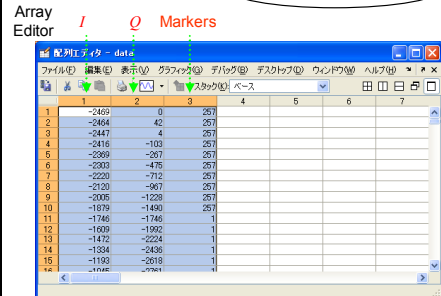 Array
Editor
I Q Markers
配列エディタ - data
ファイル(F) 編集(E) 表示(V) グラフィック(G) デバッグ(B) デスクトップ(D) ウィンドウ(W) ヘルプ(H)
スタック(K): ベース
1 2 3 4 5 6 7
1 -2469 0 257
2 -2464 42 257
3 -2447 4 257
4 -2416 -103 257
5 -2369 -267 257
6 -2303 -475 257
7 -2220 -712 257
8 -2120 -967 257
9 -2005 -1228 257
10 -1879 -1490 257
11 -1746 -1746 1
12 -1609 -1992 1
13 -1472 -2224 1
14 -1334 -2436 1
15 -1193 -2618 1
16 -1045 -2761 1